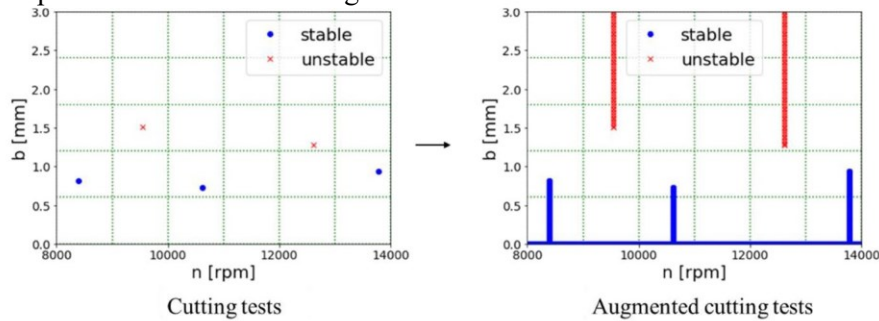 3.0
2.5
2.0
1.5
1.0
0.5
0.0
b [mm]
stable
unstable
8000 10000 12000 14000
n [rpm]
Cutting tests
3.0
2.5
2.0
1.5
1.0
0.5
0.0
b [mm]
stable
unstable
8000 10000 12000 14000
n [rpm]
Augmented cutting tests